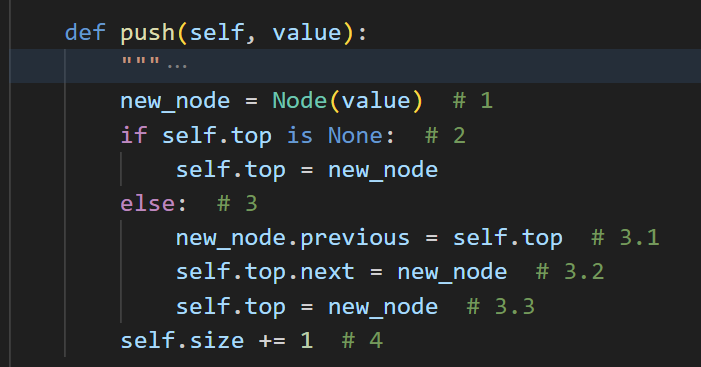 def push(self, value):
"""...
new_node = Node(value)  # 1
if self.top is None:  # 2
self.top = new_node
else:  # 3
new_node.previous = self.top  # 3.1
self.top.next = new_node  # 3.2
self.top = new_node  # 3.3
self.size += 1  # 4